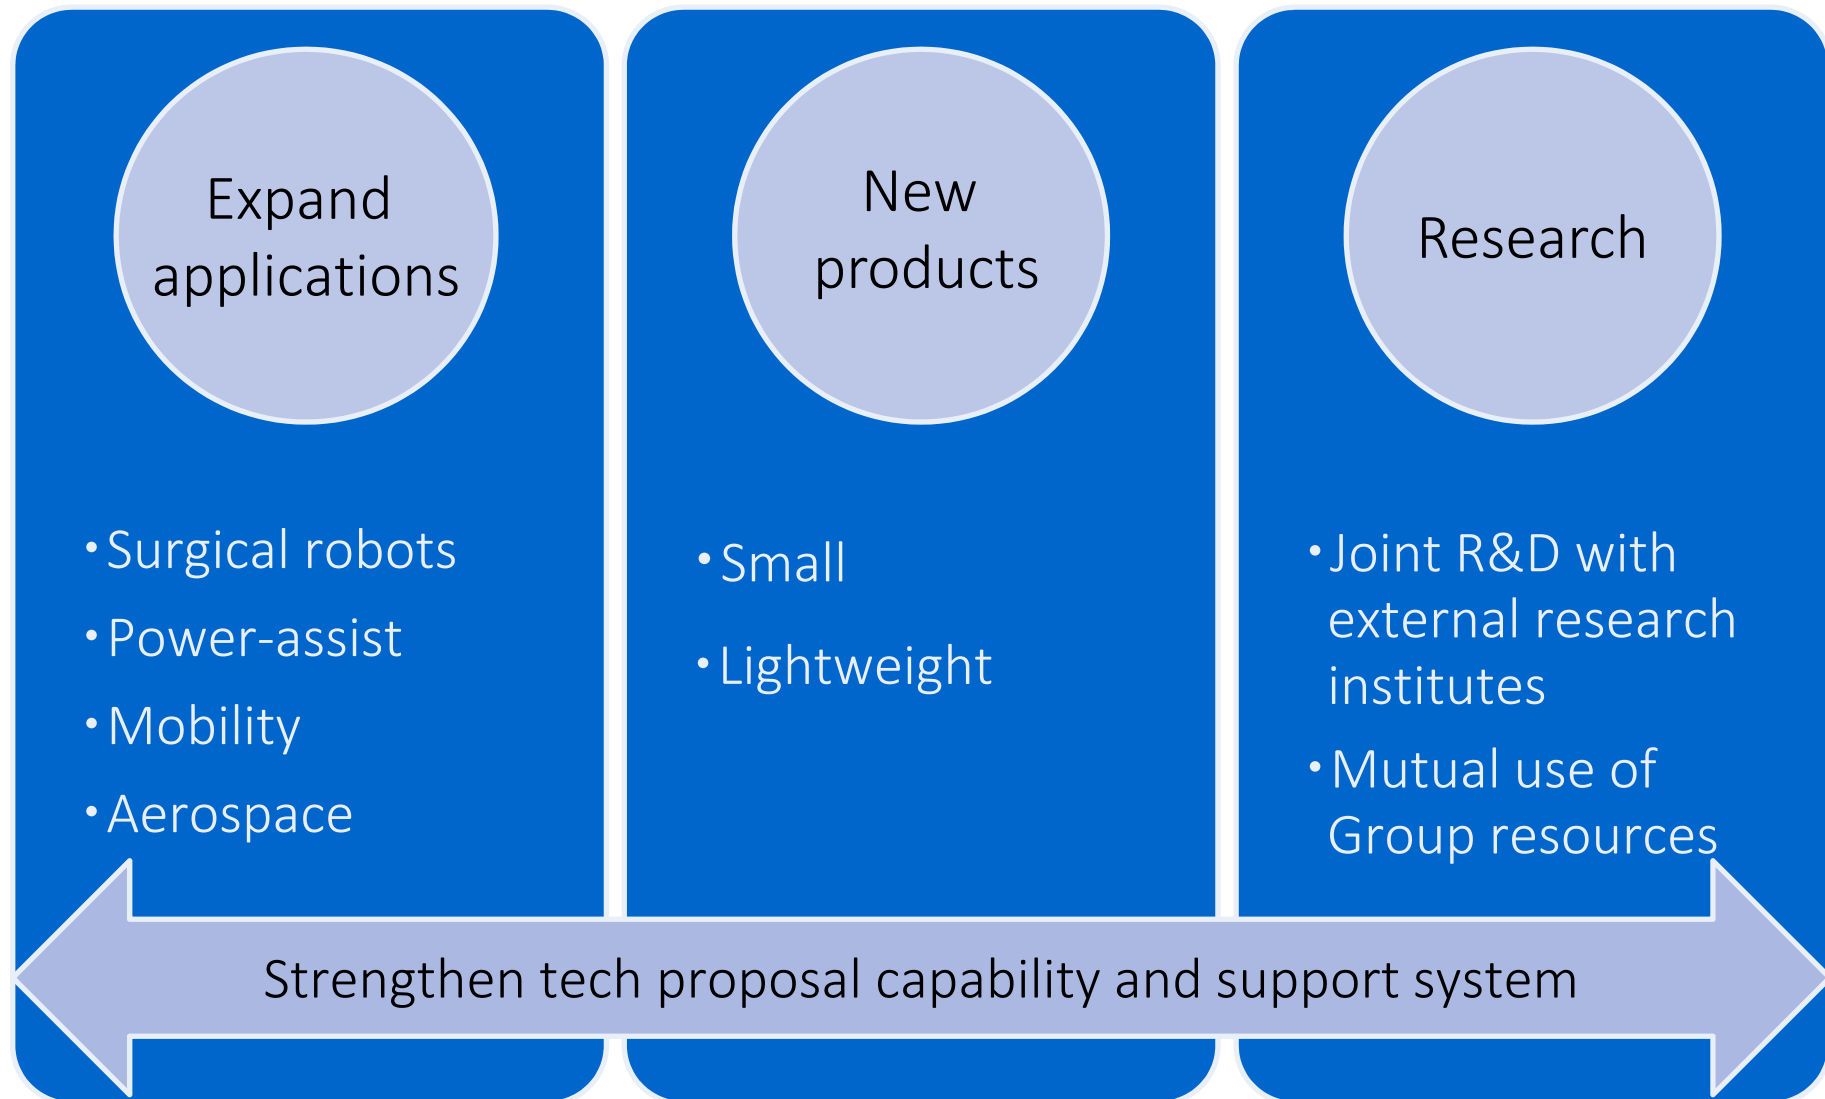 Expand
applications
・Surgical robots
・Power-assist
・Mobility
・Aerospace
New
products
・Small
・Lightweight
Research
・Joint R&D with
external research
institutes
・Mutual use of
Group resources
Strengthen tech proposal capability and support system